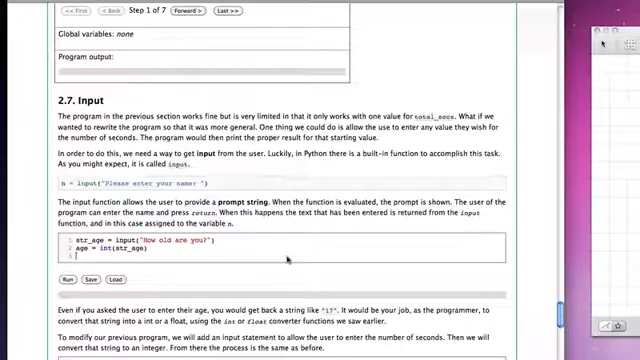 << First < Back Step 1 of 7 Forward > Last >>
Global variables: none
Program output:
2.7. Input
The program in the previous section works fine but is very limited in that it only works with one value for total_secs. What if we
wanted to rewrite the program so that it was more general. One thing we could do is allow the use to enter any value they wish for
the number of seconds. The program would then print the proper result for that starting value.
In order to do this, we need a way to get input from the user. Luckily, in Python there is a built-in function to accomplish this task.
As you might expect, it is called input.
n = input("Please enter your name: ")
The input function allows the user to provide a prompt string. When the function is evaluated, the prompt is shown. The user of the
program can enter the name and press return. When this happens the text that has been entered is returned from the input
function, and in this case assigned to the variable n.
1 str_age = input("How old are you?")
2 age = int(str_age)
3
Run Save Load
Even if you asked the user to enter their age, you would get back a string like "17". It would be your job, as the programmer, to
convert that string into a int or a float, using the int or float converter functions we saw earlier.
To modify our previous program, we will add an input statement to allow the user to enter the number of seconds. Then we will
convert that string to an integer. From there the process is the same as before.